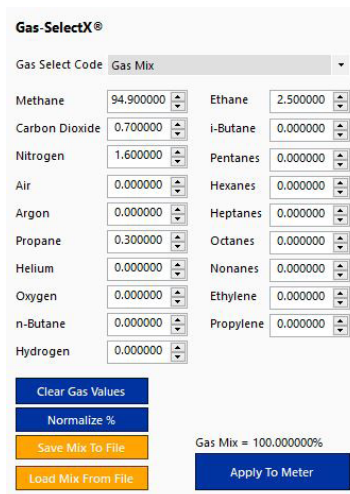 Gas-SelectX®
Gas Select Code Gas Mix
Methane 94.900000 Ethane 2.500000
Carbon Dioxide 0.700000 i-Butane 0.000000
Nitrogen 1.600000 Pentanes 0.000000
Air 0.000000 Hexanes 0.000000
Argon 0.000000 Heptanes 0.000000
Propane 0.300000 Octanes 0.000000
Helium 0.000000 Nonanes 0.000000
Oxygen 0.000000 Ethylene 0.000000
n-Butane 0.000000 Propylene 0.000000
Hydrogen 0.000000
Clear Gas Values
Normalize %
Save Mix To File Gas Mix = 100.000000%
Load Mix From File Apply To Meter